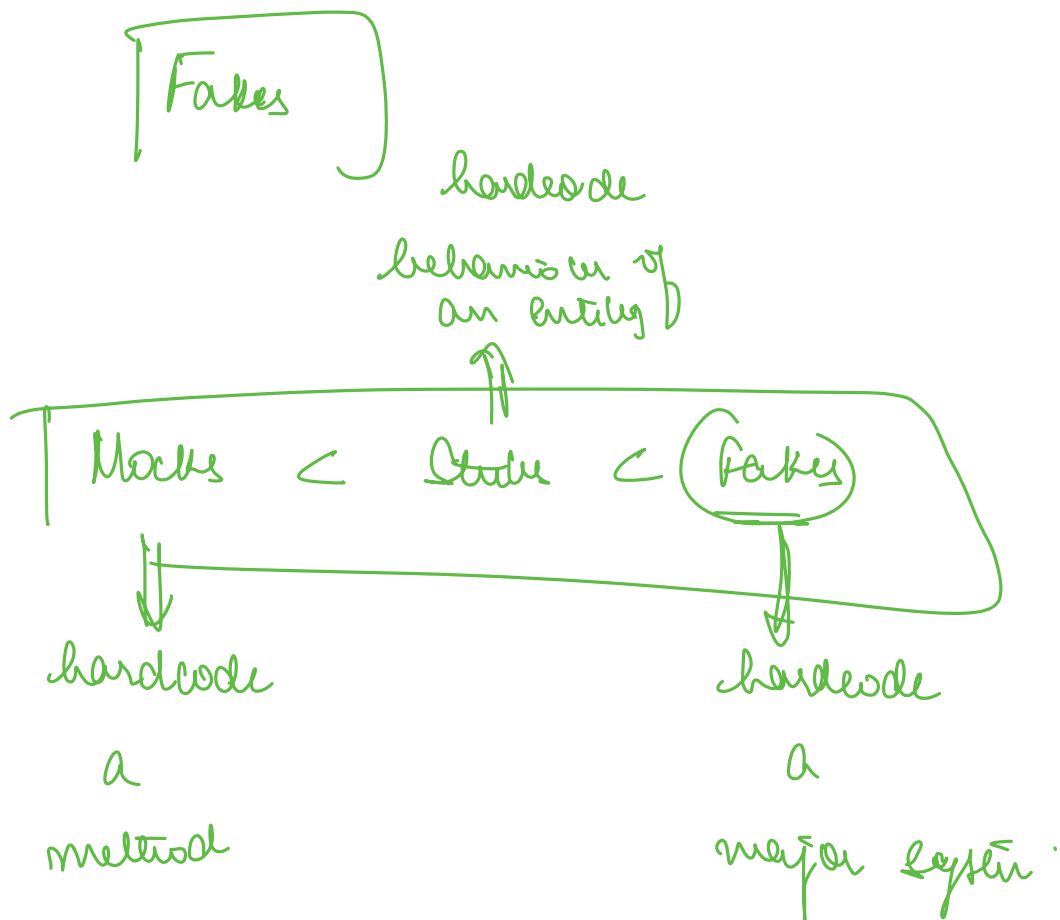 Fakes
hardcode
behaviour of
an entity
Mocks < Stubs < Fakes
hardcode
a
method
hardcode
a
major system